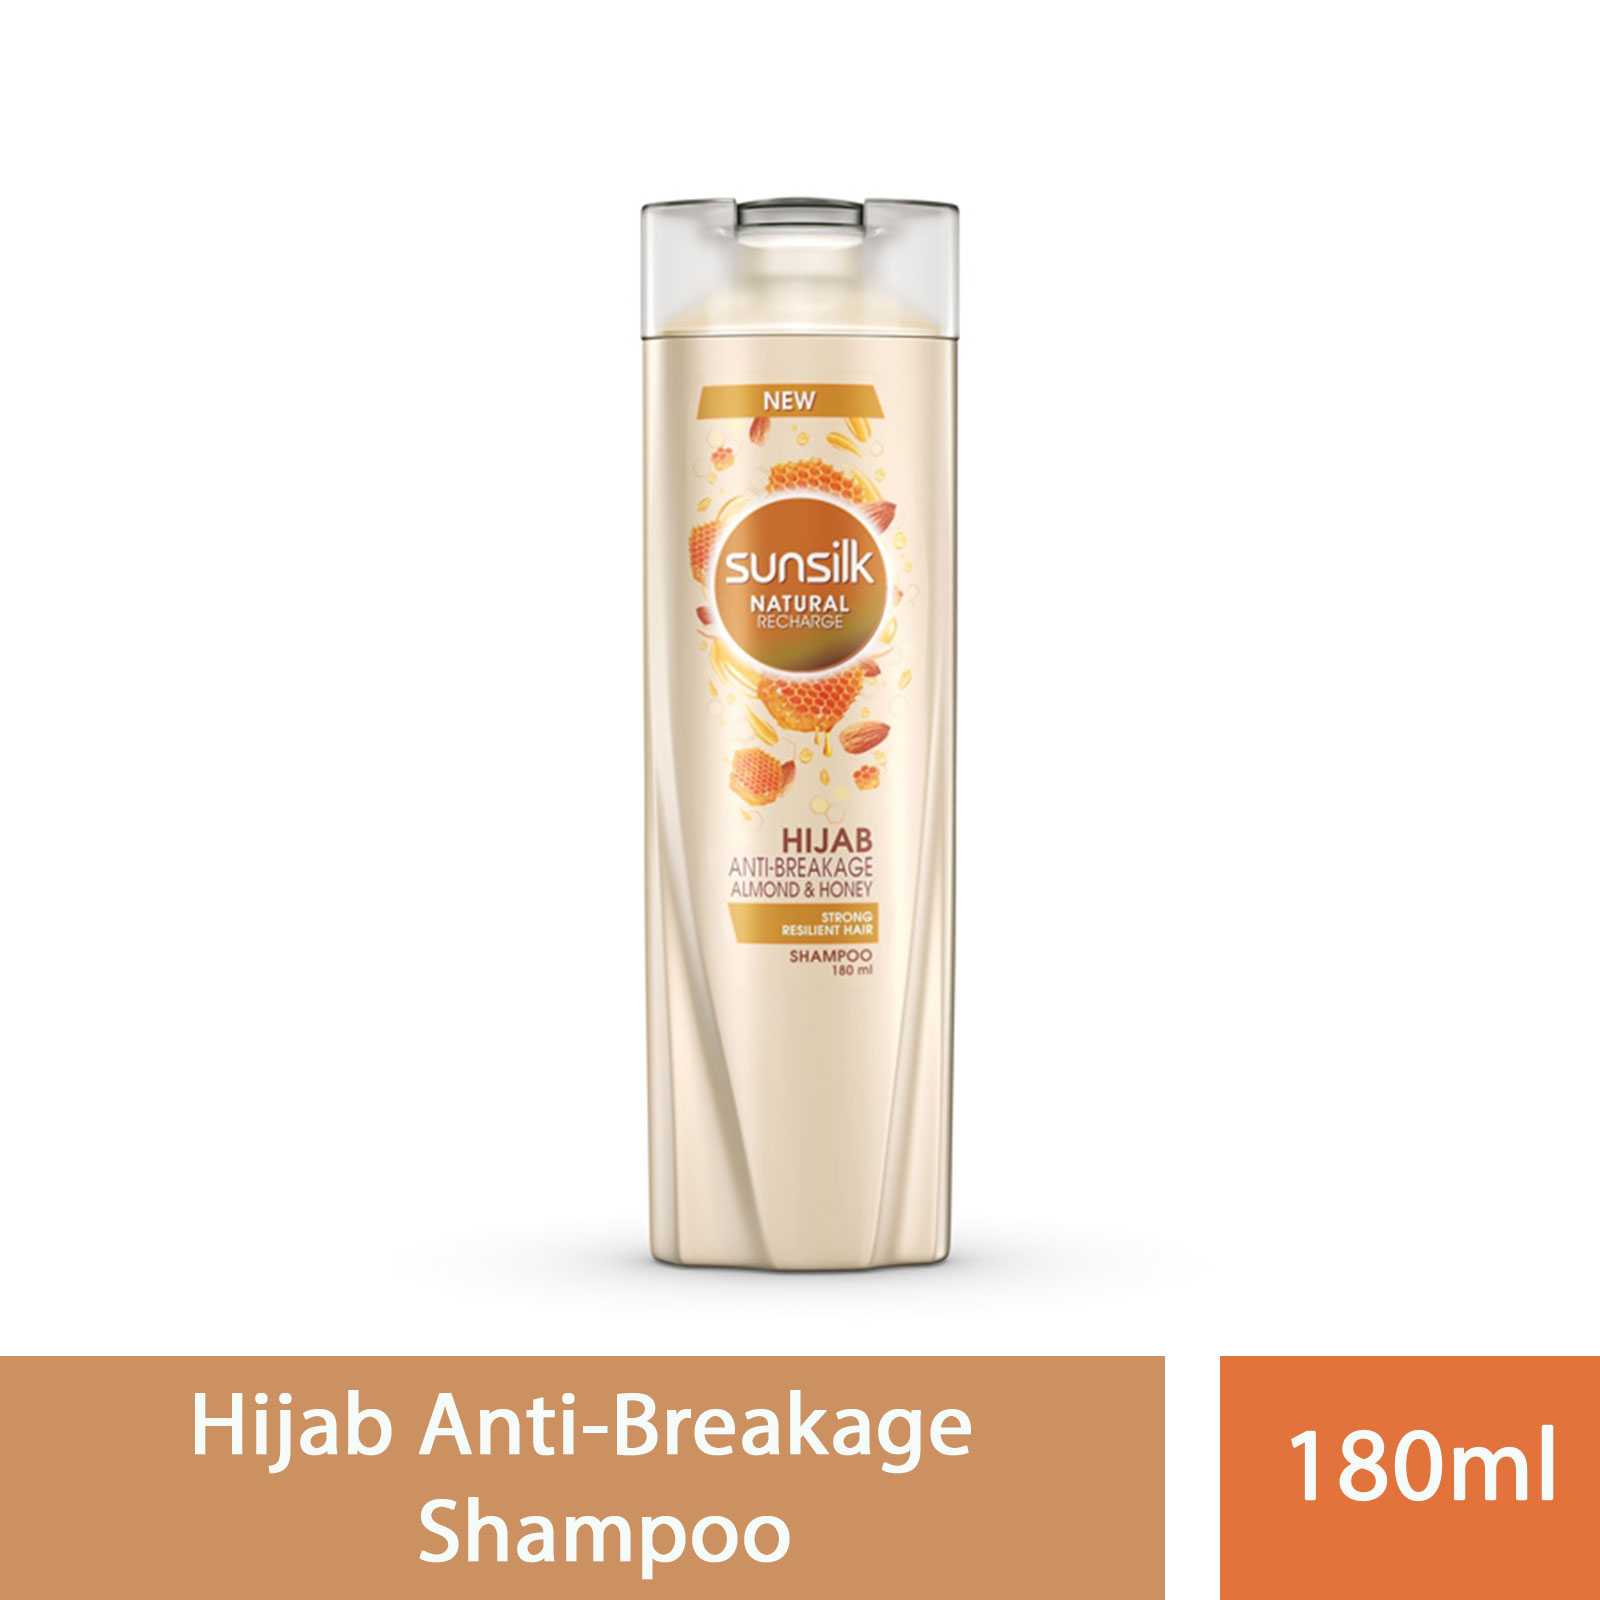 NEW
sunsilk
NATURAL
RECHARGE
HIJAB
ANTI-BREAKAGE
ALMOND & HONEY
STRONG
RESILIENT HAIR
SHAMPOO
180 ml
Hijab Anti-Breakage
Shampoo
180ml